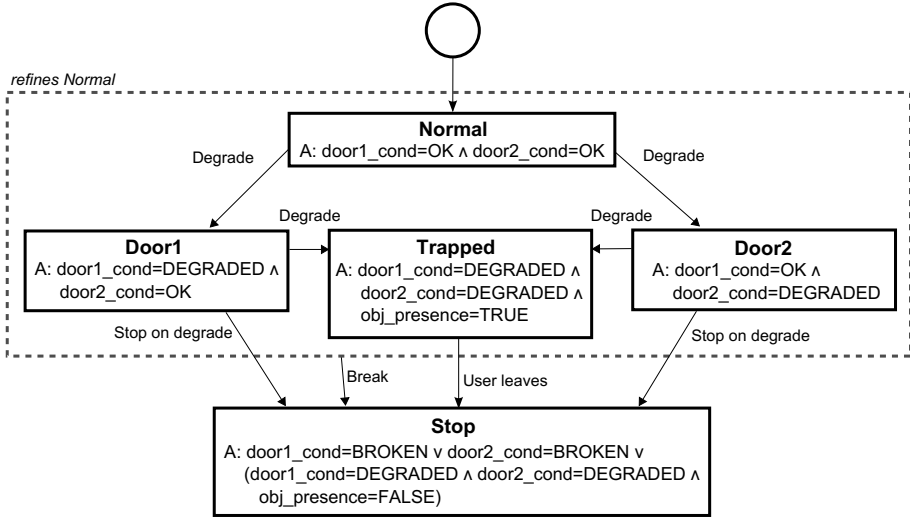 refines Normal
Normal
A: door1_cond=OK ∧ door2_cond=OK
Degrade
Degrade
Degrade
Degrade
Door1
A: door1_cond=DEGRADED ∧
door2_cond=OK
Trapped
A: door1_cond=DEGRADED ∧
door2_cond=DEGRADED ∧
obj_presence=TRUE
Door2
A: door1_cond=OK ∧
door2_cond=DEGRADED
Stop on degrade
Break
User leaves
Stop on degrade
Stop
A: door1_cond=BROKEN ∨ door2_cond=BROKEN ∨
(door1_cond=DEGRADED ∧ door2_cond=DEGRADED ∧
obj_presence=FALSE)